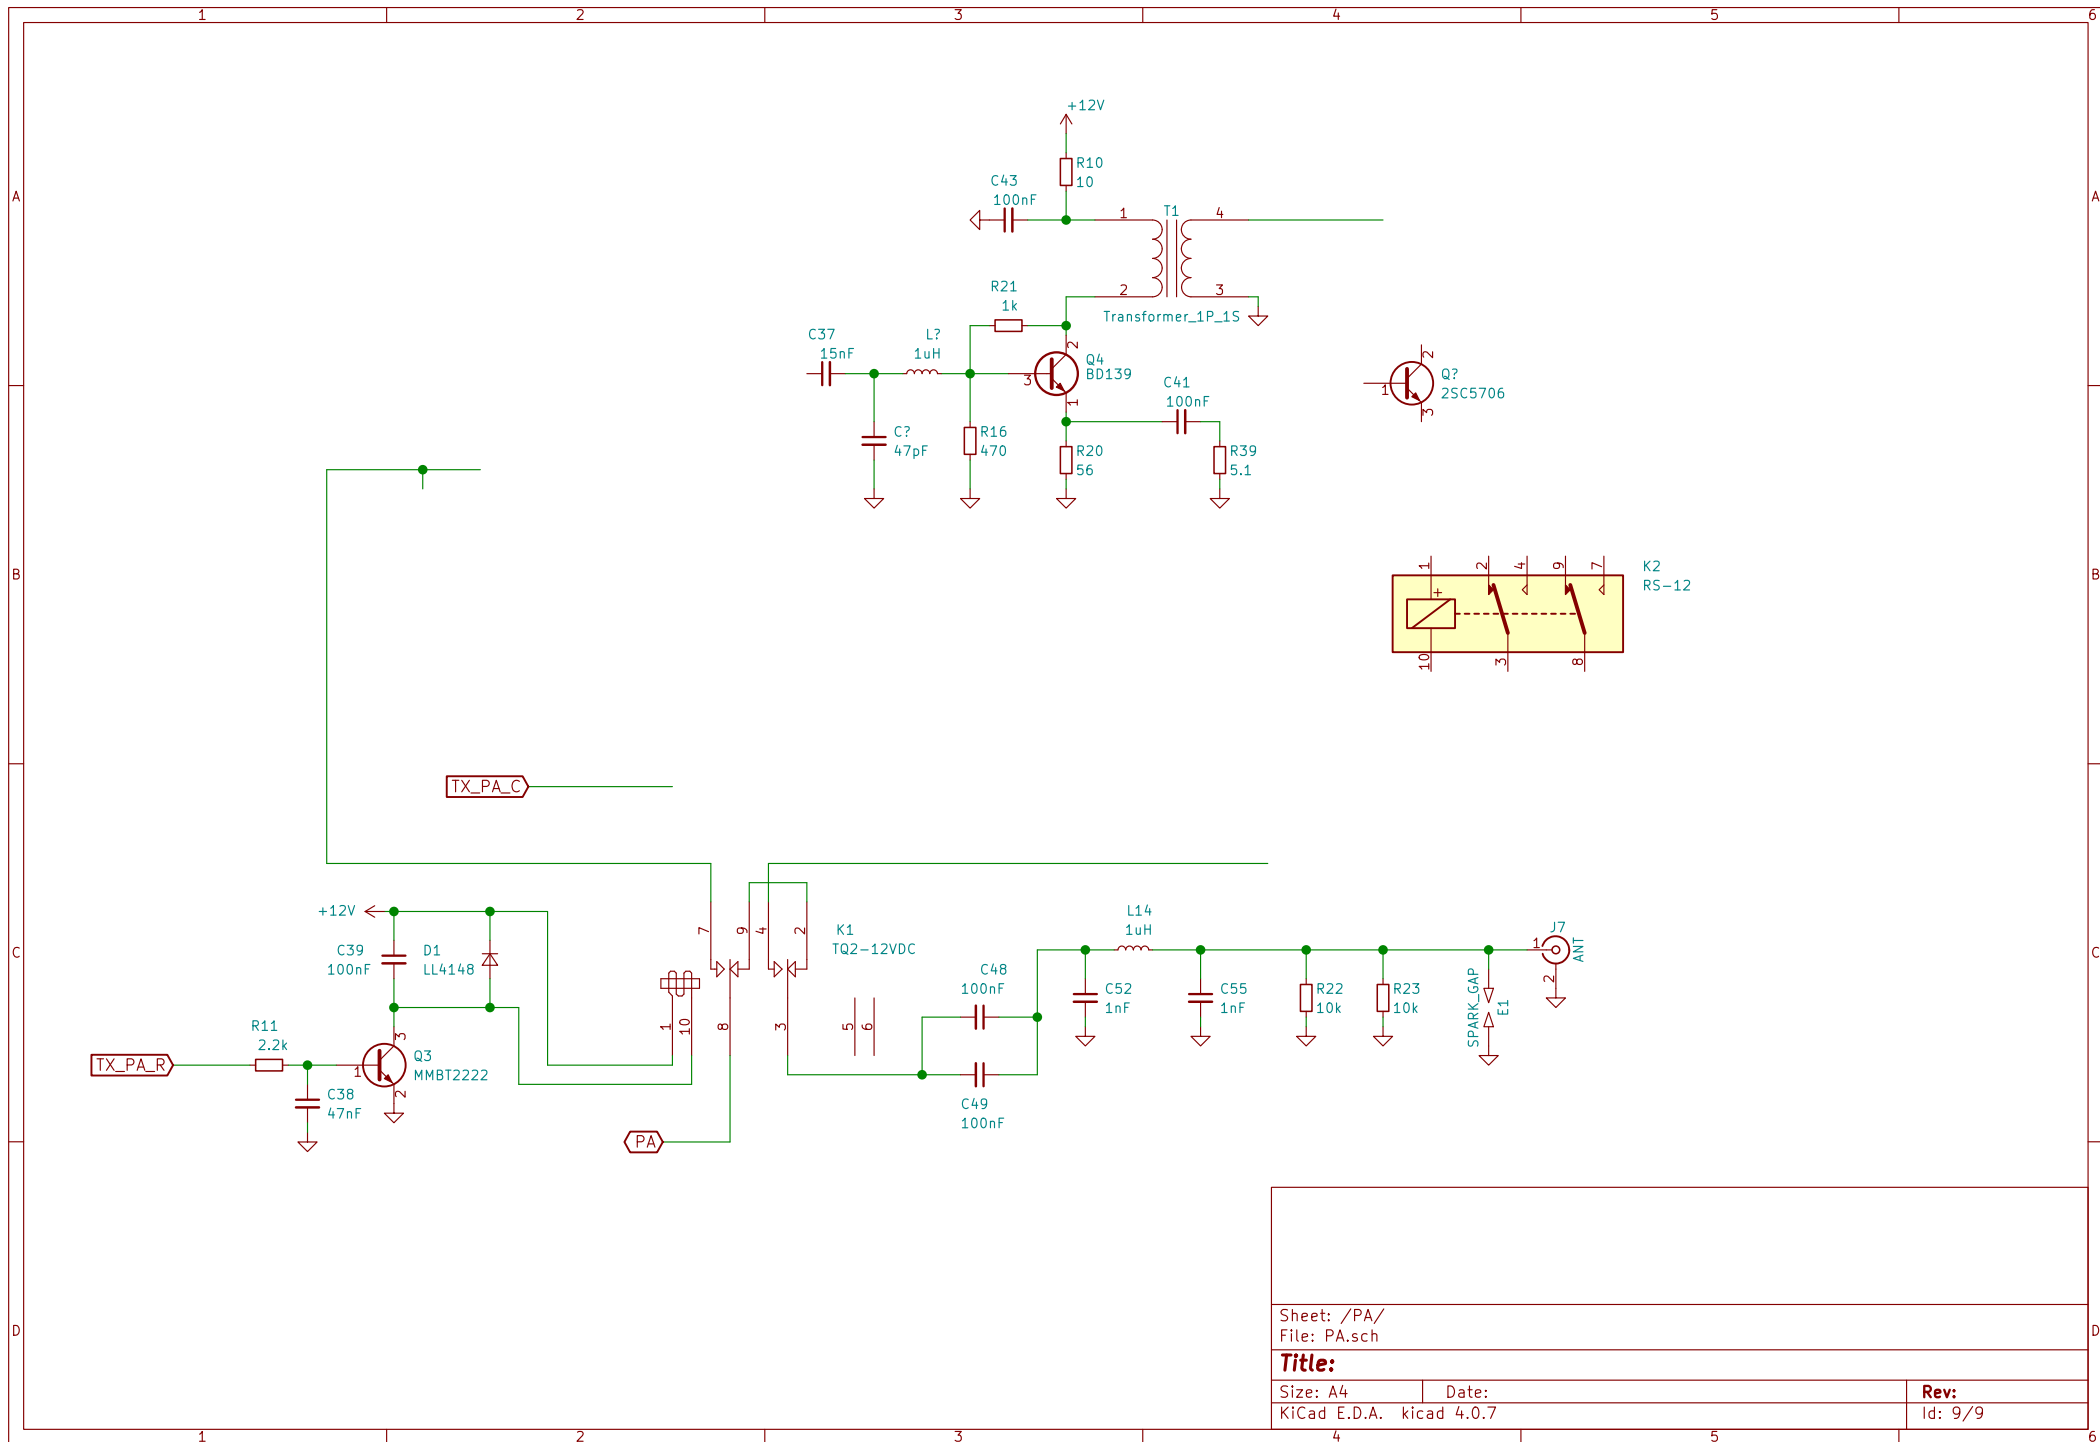 1 2 3 4 5 6
+12V
R10
10
C43
100nF
A A
1 T1 4
R21
1k
2 3
Transformer_1P_1S
C37
15nF
L?
1uH
2
3
Q4
BD139
1
C41
100nF
2
Q?
2SC5706
1
3
C?
47pF
R16
470
R20
56
R39
5.1
B B
1 2 4 9 7
K2
RS-12
+
10 3 8
TX_PA_C
+12V
C39
100nF
D1
LL4148
7 9 4 2
K1
TQ2-12VDC
L14
1uH
J7
1
ANT
2
C C
C48
100nF
C52
1nF
C55
1nF
R22
10k
R23
10k
SPARK_GAP
E1
1 10 8 3 5 6
R11
2.2k
TX_PA_R
3
1
Q3
MMBT2222
2
C38
47nF
C49
100nF
PA
Sheet: /PA/
File: PA.sch
D D
Title:
Size: A4 Date: Rev:
KiCad E.D.A. kicad 4.0.7 Id: 9/9
1 2 3 4 5 6